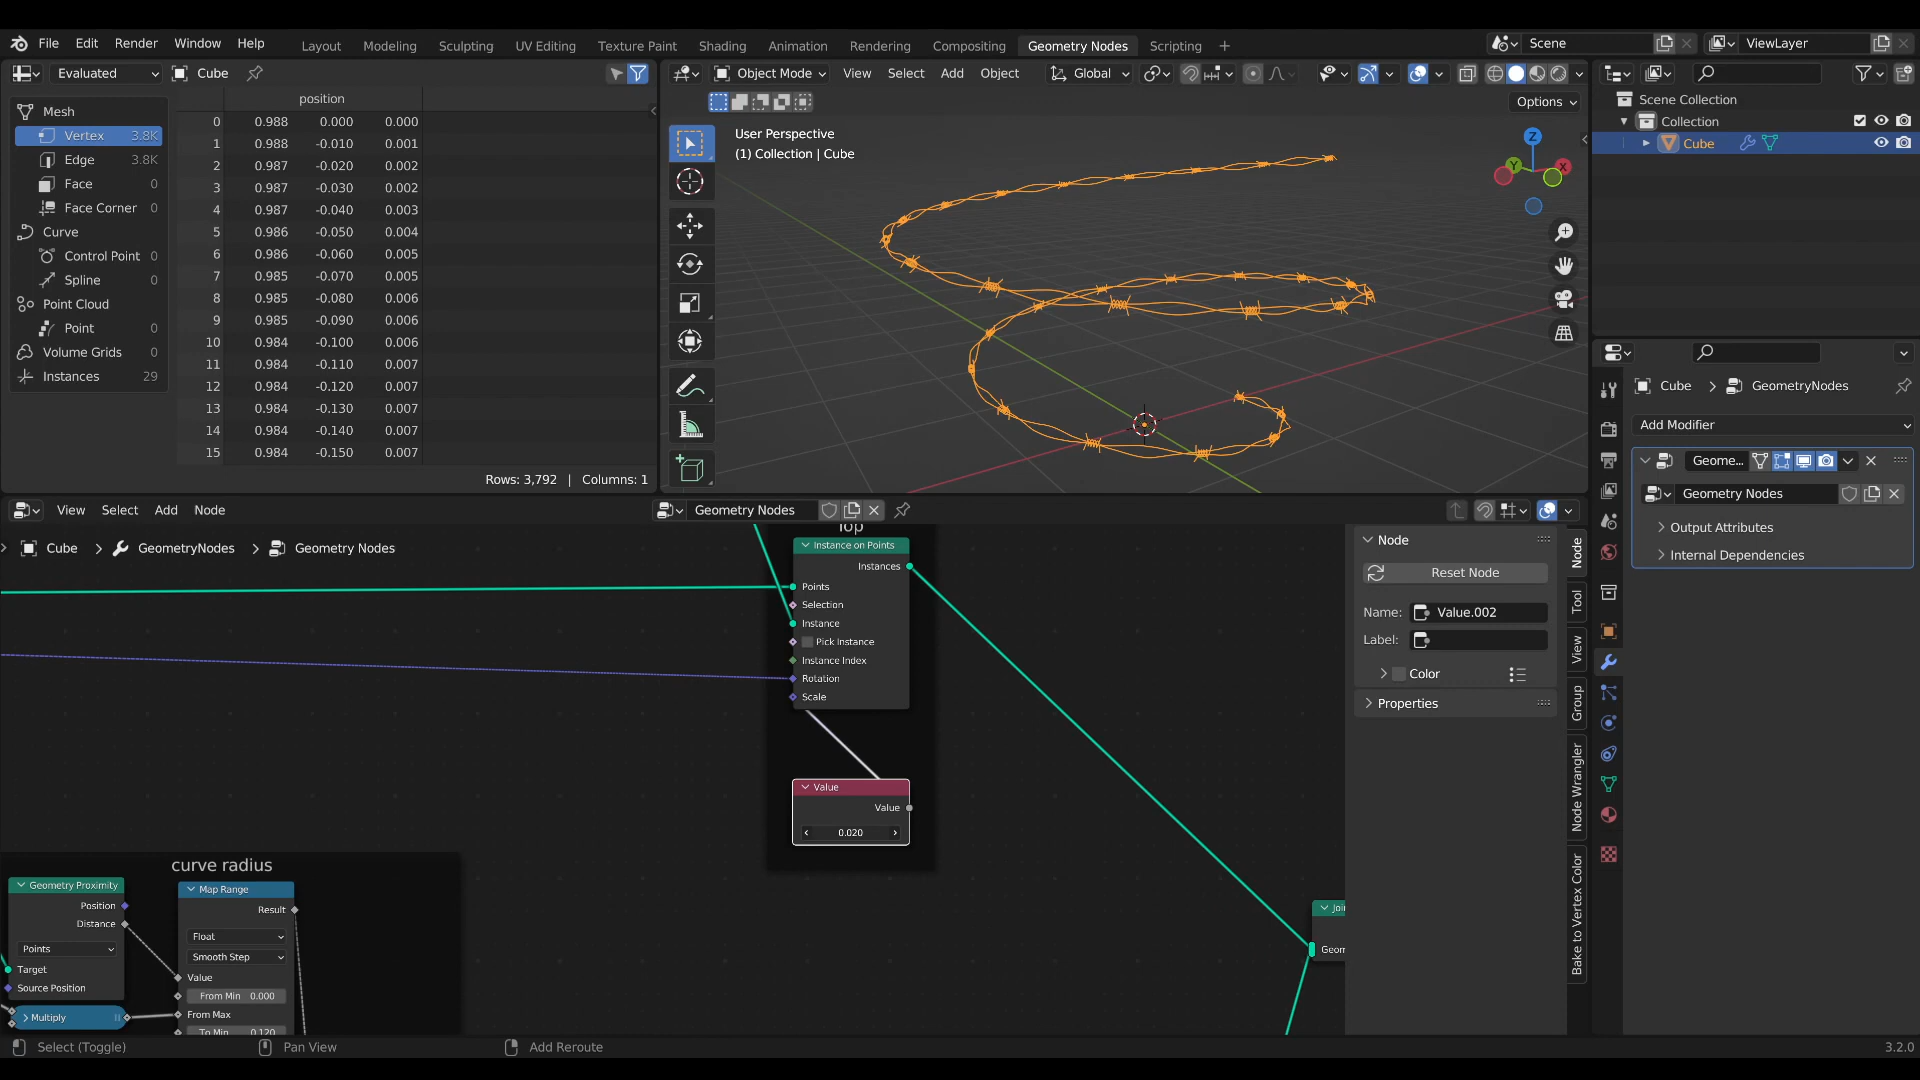 File Edit Render Window Help Layout Modeling Sculpting UV Editing Texture Paint Shading Animation Rendering Compositing Geometry Nodes Scripting + Scene ViewLayer
Evaluated Cube
position
Mesh
Vertex 3.8K
Edge 3.8K
Face 0
Face Corner 0
Curve
Control Point 0
Spline 0
Point Cloud
Point 0
Volume Grids 0
Instances 29
0 0.988 0.000 0.000
1 0.988 -0.010 0.001
2 0.987 -0.020 0.002
3 0.987 -0.030 0.002
4 0.987 -0.040 0.003
5 0.986 -0.050 0.004
6 0.986 -0.060 0.005
7 0.985 -0.070 0.005
8 0.985 -0.080 0.006
9 0.985 -0.090 0.006
10 0.984 -0.100 0.006
11 0.984 -0.110 0.007
12 0.984 -0.120 0.007
13 0.984 -0.130 0.007
14 0.984 -0.140 0.007
15 0.984 -0.150 0.007
Rows: 3,792 | Columns: 1
Object Mode View Select Add Object Global
Options
User Perspective
(1) Collection | Cube
Z
Y
X
Scene Collection
Collection
Cube
Cube > GeometryNodes
Add Modifier
Geome...
Geometry Nodes
Output Attributes
Internal Dependencies
View Select Add Node Geometry Nodes
Cube > GeometryNodes > Geometry Nodes
Instance on Points
Instances
Points
Selection
Instance
Pick Instance
Instance Index
Rotation
Scale
Value
Value
0.020
curve radius
Geometry Proximity
Position
Distance
Points
Target
Source Position
Multiply
Map Range
Result
Float
Smooth Step
Value
From Min 0.000
From Max
To Min 0.120
Node
Reset Node
Name: Value.002
Label:
Color
Properties
Node
Tool
View
Group
Node Wrangler
Bake to Vertex Color
Select (Toggle) Pan View Add Reroute 3.2.0